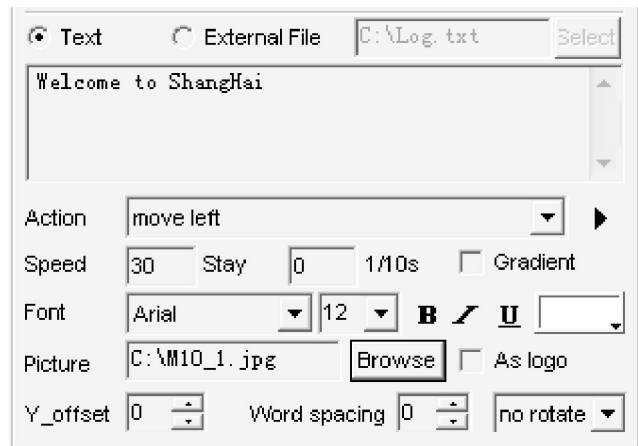 Text External File C:\Log.txt Select
Welcome to ShangHai
Action move left
Speed 30 Stay 0 1/10s Gradient
Font Arial 12 B I U
Picture C:\M10_1.jpg Browse As logo
Y_offset 0 Word spacing 0 no rotate